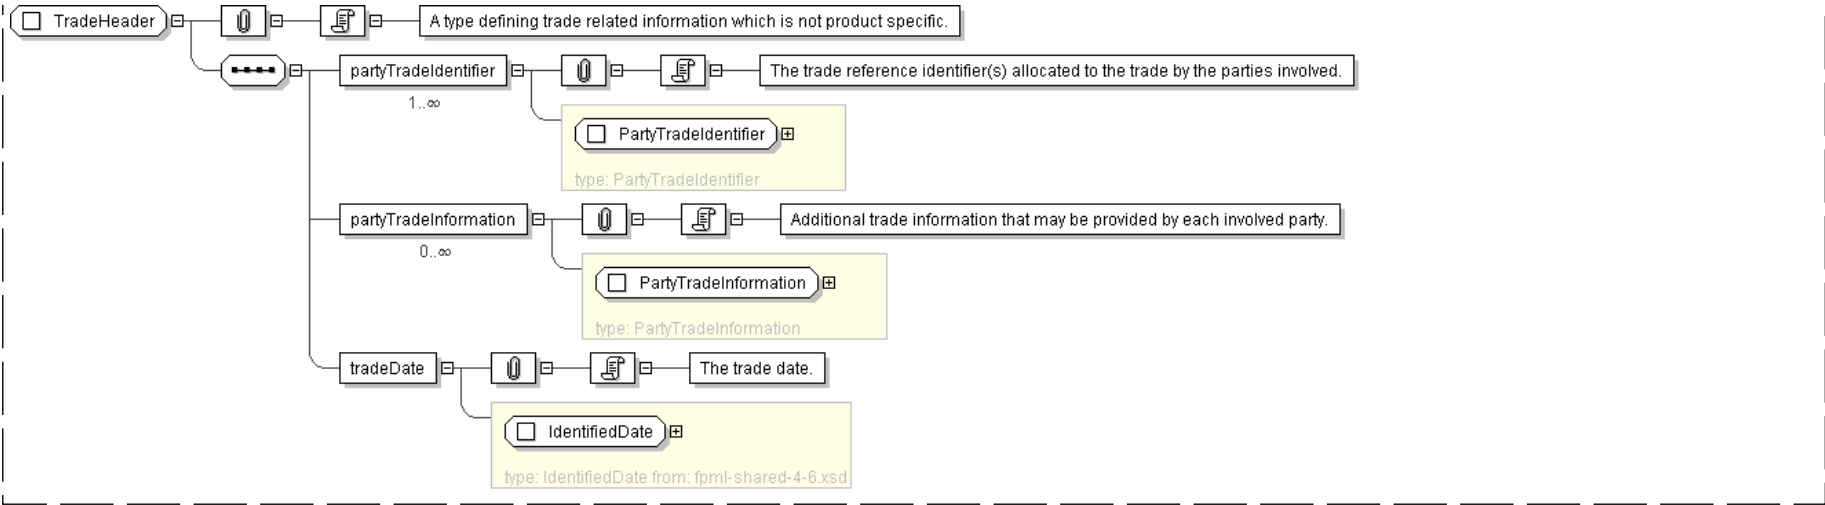 TradeHeader
A type defining trade related information which is not product specific.
partyTradeIdentifier
The trade reference identifier(s) allocated to the trade by the parties involved.
1..∞
PartyTradeIdentifier
type: PartyTradeIdentifier
partyTradeInformation
Additional trade information that may be provided by each involved party.
0..∞
PartyTradeInformation
type: PartyTradeInformation
tradeDate
The trade date.
IdentifiedDate
type: IdentifiedDate from: fpml-shared-4-6.xsd